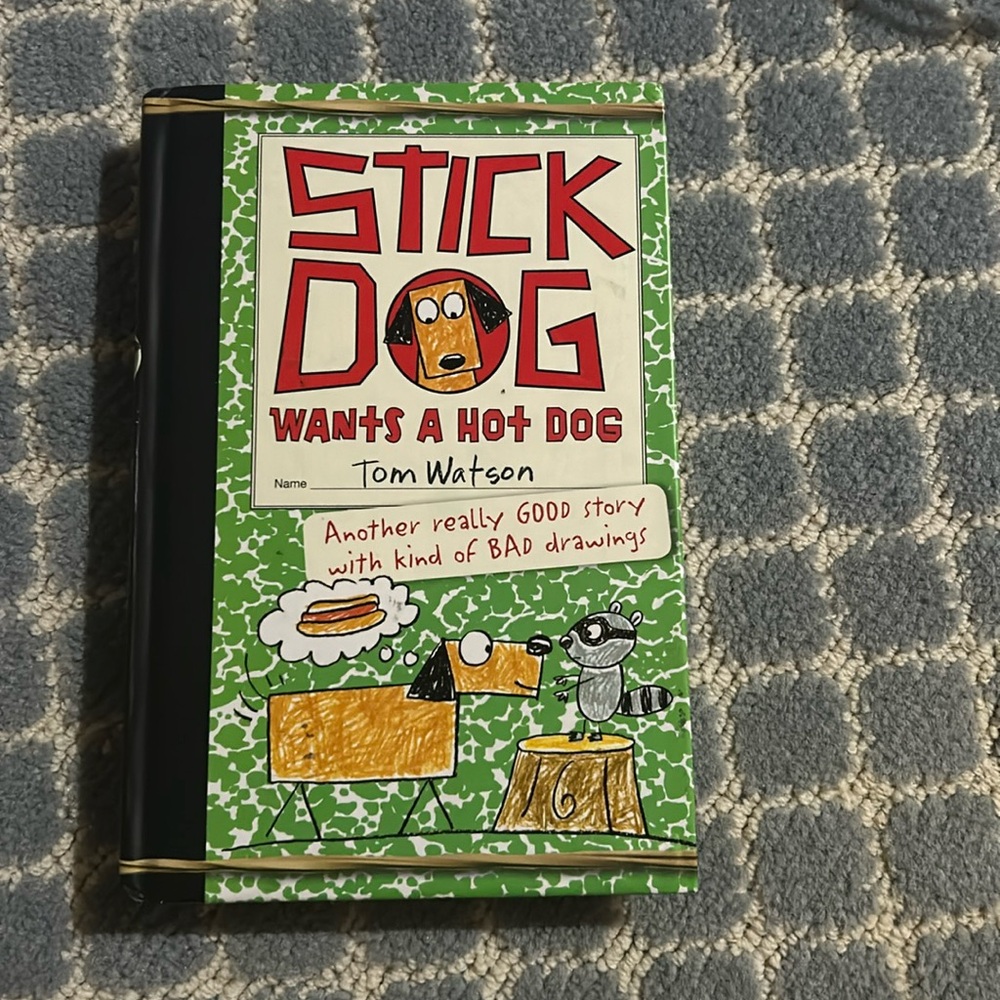 STICK
DOG
WANTS A HOT DOG
Name Tom Watson
Another really GOOD story
with kind of BAD drawings